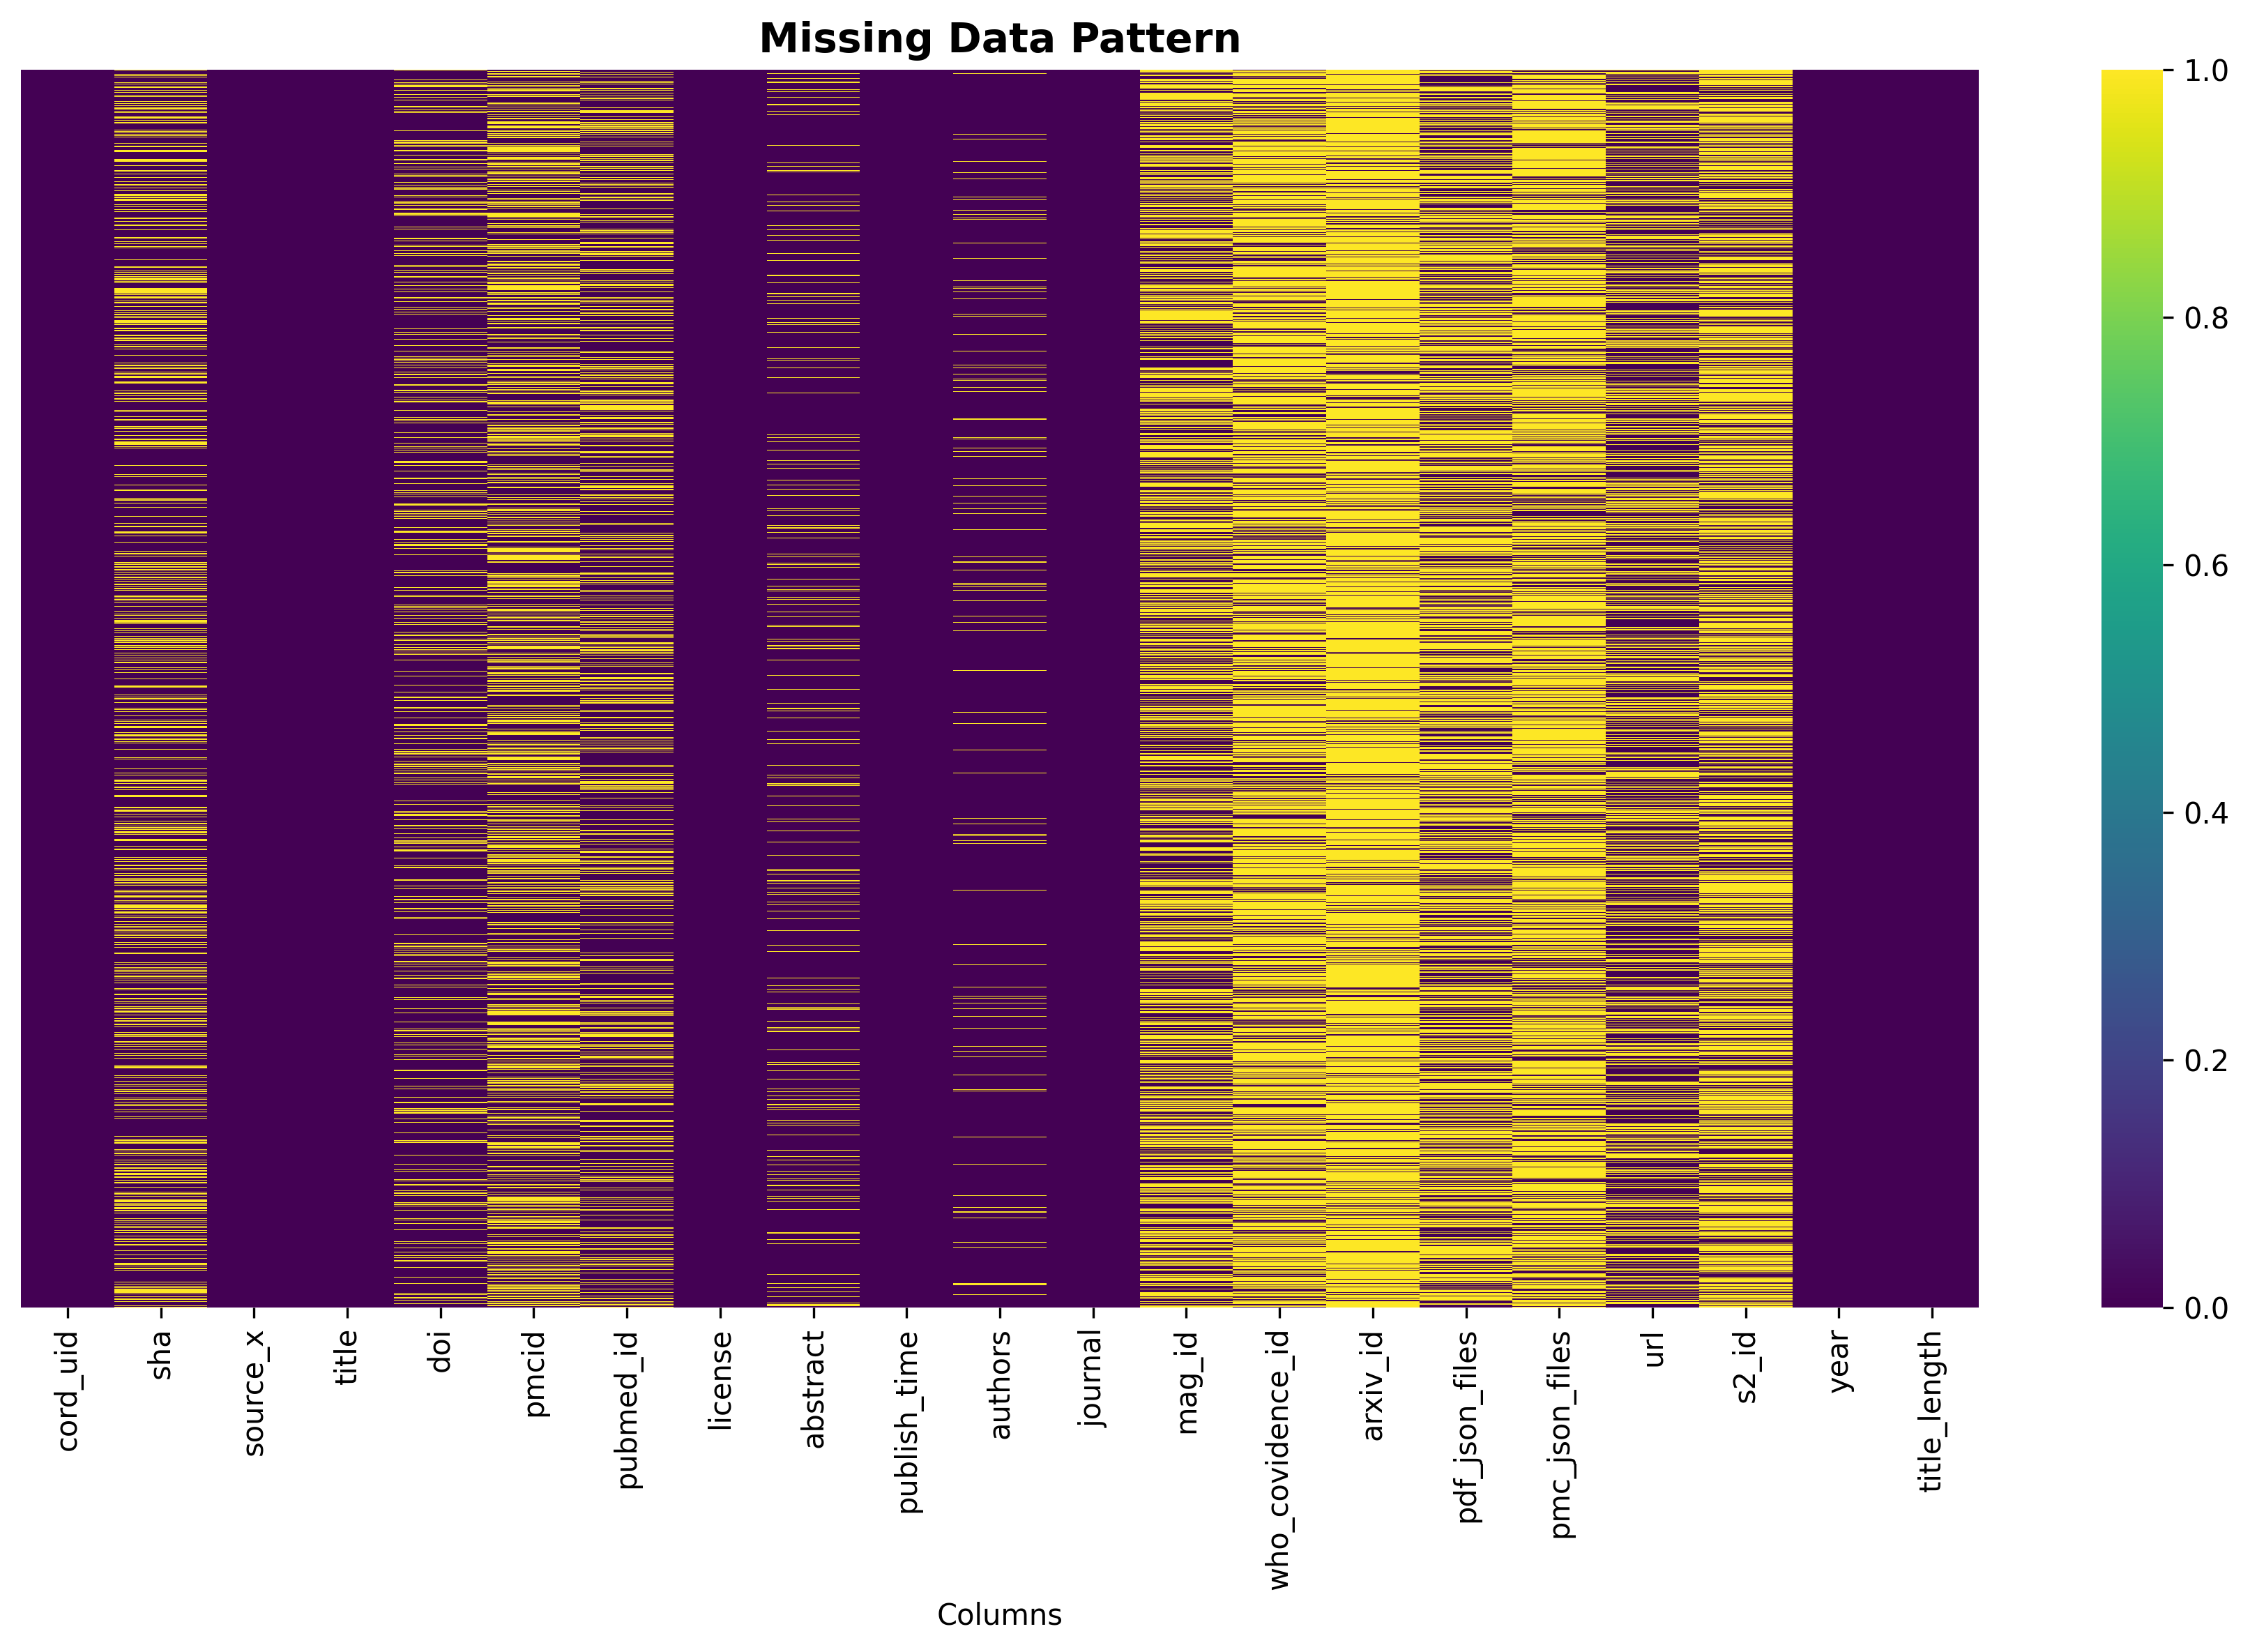 Missing Data Pattern
1.0
0.8
0.6
0.4
0.2
0.0
cord_uid
sha
source_x
title
doi
pmcid
pubmed_id
license
abstract
publish_time
authors
journal
mag_id
who_covidence_id
arxiv_id
pdf_json_files
pmc_json_files
url
s2_id
year
title_length
Columns